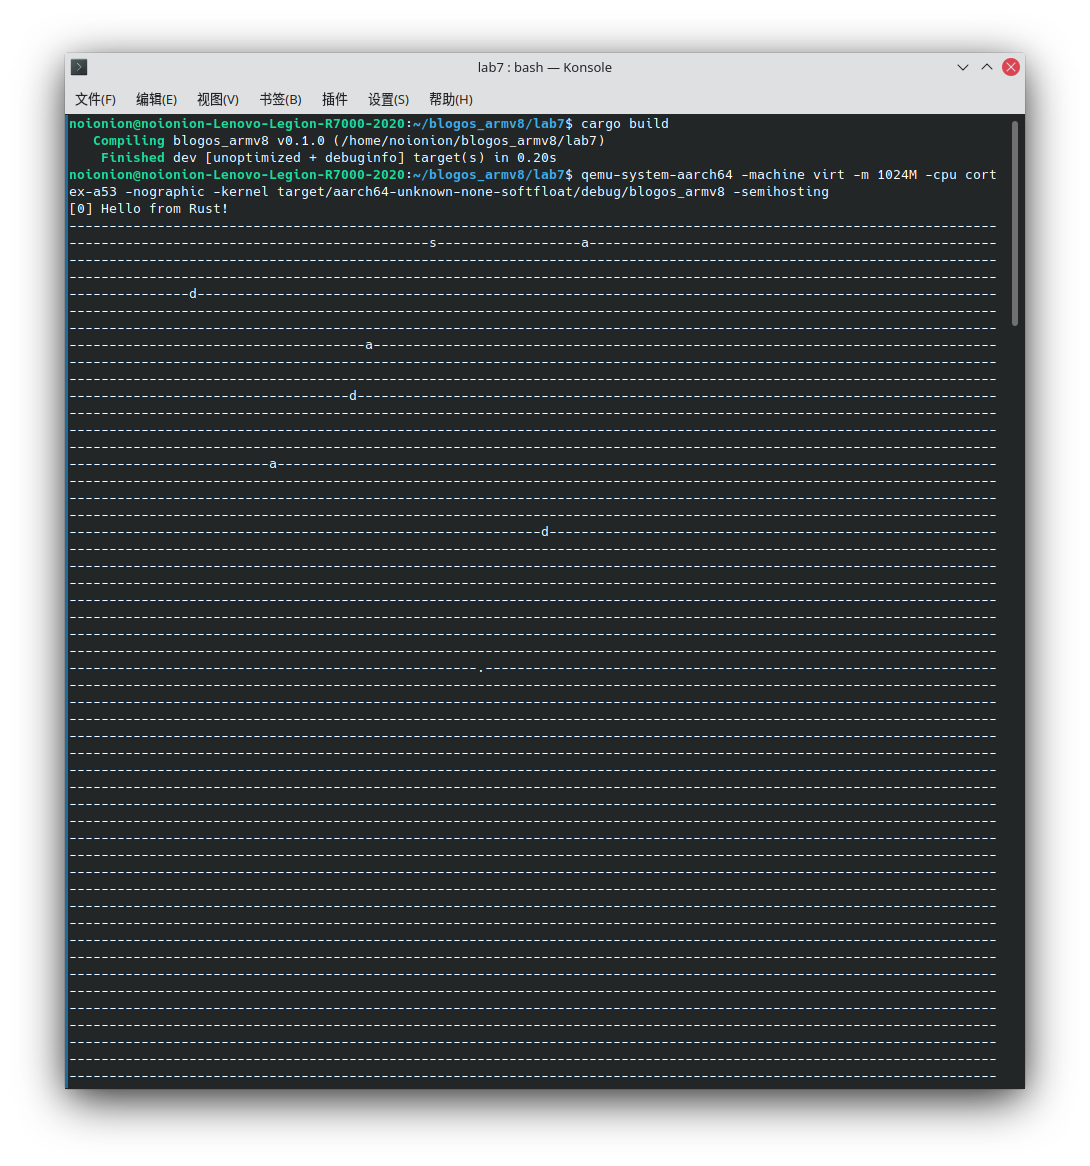 lab7 : bash — Konsole
文件(F) 编辑(E) 视图(V) 书签(B) 插件 设置(S) 帮助(H)
noionion@noionion-Lenovo-Legion-R7000-2020:~/blogos_armv8/lab7$ cargo build
   Compiling blogos_armv8 v0.1.0 (/home/noionion/blogos_armv8/lab7)
    Finished dev [unoptimized + debuginfo] target(s) in 0.20s
noionion@noionion-Lenovo-Legion-R7000-2020:~/blogos_armv8/lab7$ qemu-system-aarch64 -machine virt -m 1024M -cpu cort
ex-a53 -nographic -kernel target/aarch64-unknown-none-softfloat/debug/blogos_armv8 -semihosting
[0] Hello from Rust!
---------------------------------------------s------------------a---------------------------------------------------
---------------d----------------------------------------------------------------------------------------------------
-------------------------------------a------------------------------------------------------------------------------
-----------------------------------d--------------------------------------------------------------------------------
-------------------------a------------------------------------------------------------------------------------------
-----------------------------------------------------------d--------------------------------------------------------
---------------------------------------------------.----------------------------------------------------------------